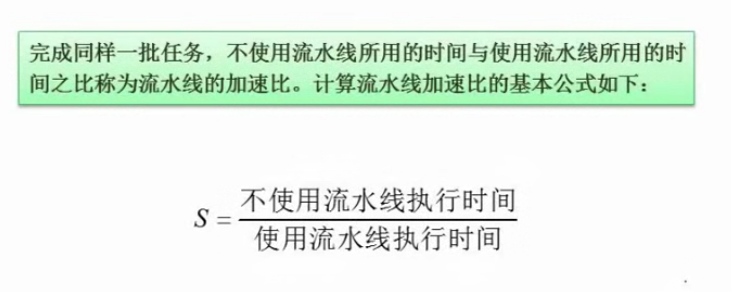 完成同样一批任务，不使用流水线所用的时间与使用流水线所用的时
间之比称为流水线的加速比。计算流水线加速比的基本公式如下：
S = 不使用流水线执行时间
使用流水线执行时间